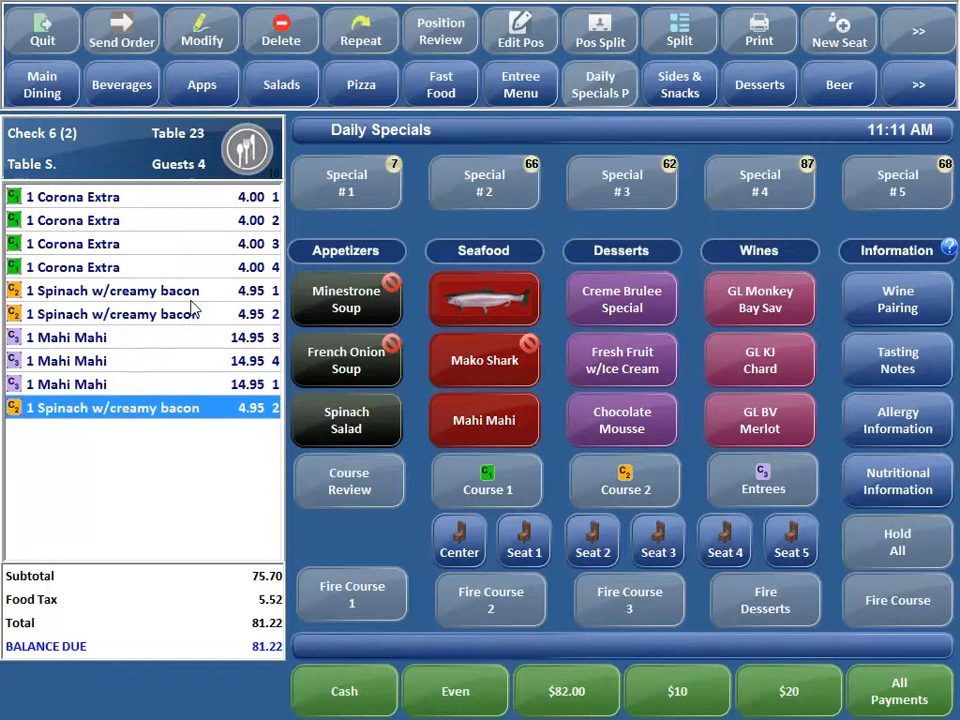 Quit
Send Order
Modify
Delete
Repeat
Position
Review
Edit Pos
Pos Split
Split
Print
New Seat
>>
Main
Dining
Beverages
Apps
Salads
Pizza
Fast
Food
Entree
Menu
Daily
Specials P
Sides &
Snacks
Desserts
Beer
>>
Check 6 (2)
Table 23
Table S.
Guests 4
Daily Specials
11:11 AM
1 Corona Extra 4.00 1
1 Corona Extra 4.00 2
1 Corona Extra 4.00 3
1 Corona Extra 4.00 4
1 Spinach w/creamy bacon 4.95 1
1 Spinach w/creamy bacon 4.95 2
1 Mahi Mahi 14.95 3
1 Mahi Mahi 14.95 4
1 Mahi Mahi 14.95 1
1 Spinach w/creamy bacon 4.95 2
Subtotal 75.70
Food Tax 5.52
Total 81.22
BALANCE DUE 81.22
Special
# 1
7
Special
# 2
66
Special
# 3
62
Special
# 4
87
Special
# 5
68
Appetizers
Seafood
Desserts
Wines
Information
?
Minestrone
Soup
Creme Brulee
Special
GL Monkey
Bay Sav
Wine
Pairing
French Onion
Soup
Mako Shark
Fresh Fruit
w/Ice Cream
GL KJ
Chard
Tasting
Notes
Spinach
Salad
Mahi Mahi
Chocolate
Mousse
GL BV
Merlot
Allergy
Information
Course
Review
Course 1
Course 2
Entrees
Nutritional
Information
Center
Seat 1
Seat 2
Seat 3
Seat 4
Seat 5
Hold
All
Fire Course
1
Fire Course
2
Fire Course
3
Fire
Desserts
Fire Course
Cash
Even
$82.00
$10
$20
All
Payments